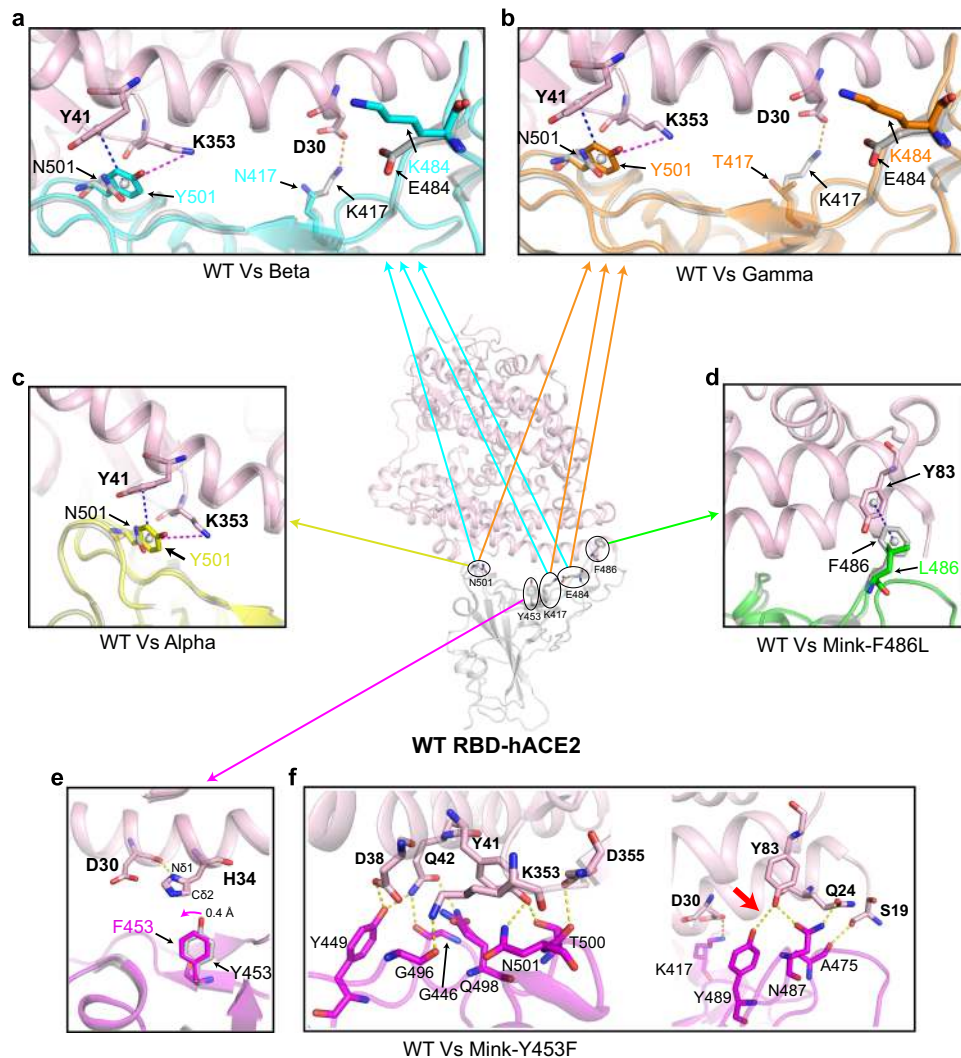 a
Y41
K353
D30
N501
Y501
N417
K417
K484
E484
WT Vs Beta
b
Y41
K353
D30
N501
Y501
T417
K417
K484
E484
WT Vs Gamma
c
Y41
N501
K353
Y501
WT Vs Alpha
N501
F486
E484
Y453
K417
WT RBD-hACE2
d
Y83
F486
L486
WT Vs Mink-F486L
e
D30
Nδ1
H34
Cδ2
0.4 Å
F453
Y453
f
D38
Q42
Y41
K353
D355
Y449
G496
G446
Q498
N501
T500
Y83
D30
Q24
S19
K417
Y489
N487
A475
WT Vs Mink-Y453F